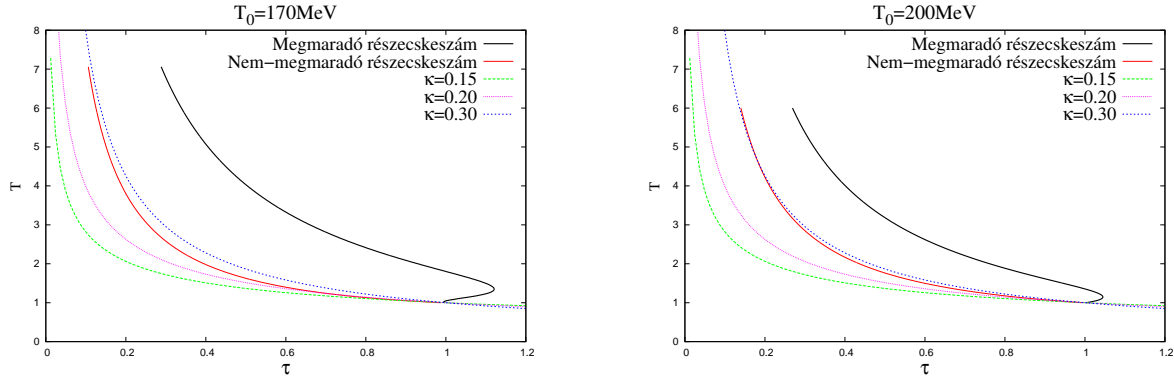 T₀=170MeV
8
7
6
5
4
3
2
1
0
T
0
0.2
0.4
0.6
0.8
1
1.2
τ
Megmaradó részecskeszám
Nem−megmaradó részecskeszám
κ=0.15
κ=0.20
κ=0.30
T₀=200MeV
8
7
6
5
4
3
2
1
0
T
0
0.2
0.4
0.6
0.8
1
1.2
τ
Megmaradó részecskeszám
Nem−megmaradó részecskeszám
κ=0.15
κ=0.20
κ=0.30